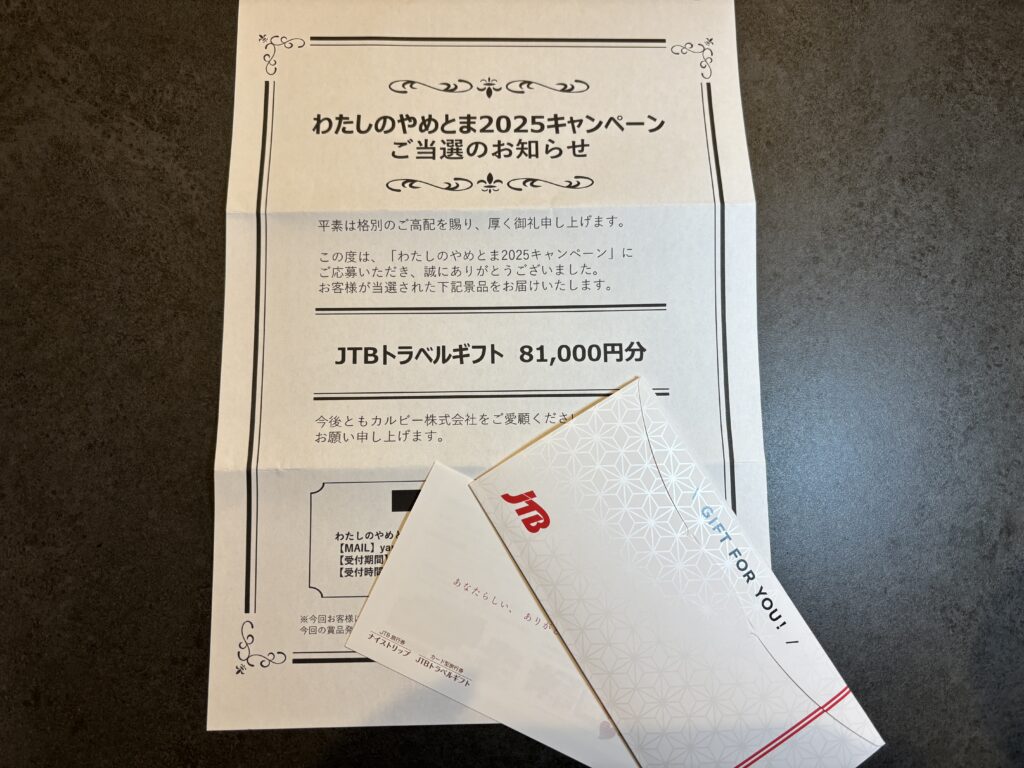 わたしのやめとま2025キャンペーン
ご当選のお知らせ
平素は格別のご高配を賜り、厚く御礼申し上げます。
この度は、「わたしのやめとま2025キャンペーン」に
ご応募いただき、誠にありがとうございました。
お客様が当選された下記景品をお届けいたします。
JTBトラベルギフト 81,000円分
今後ともカルビー株式会社をご愛顧くださ
お願い申し上げます。
わたしのやめと
【MAIL】ya
【受付期間】
【受付時間
※今回お客様に
今回の賞品発
JTB
\ GIFT FOR YOU! /
あなたらしい、ありが
JTB 旅行券
ナイストリップ
カード型旅行券
JTBトラベルギフト